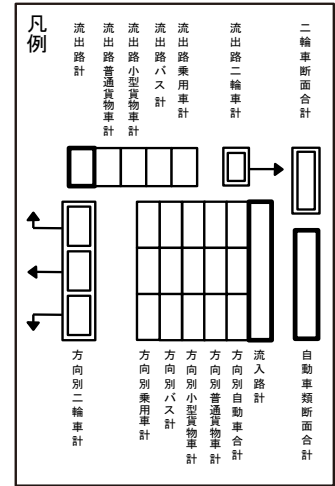 凡例
流出路計
流出路普通貨物車計
流出路小型貨物車計
流出路バス計
流出路乗用車計
流出路二輪車計
二輪車断面合計
方向別二輪車計
方向別乗用車計
方向別バス計
方向別小型貨物車計
方向別普通貨物車計
方向別自動車合計
流入路計
自動車類断面合計